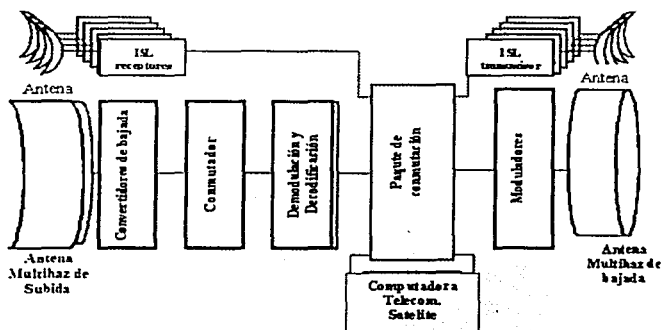 ISL
receptores
ISL
transmisor
Antena
Antena
Convertidores de bajada
Conmutador
Demodulación y
Decodificación
Paquete de
conmutación
Moduladores
Antena
Multihaz de
Subida
Antena
Multihaz de
bajada
Computadora
Telecom.
Satelite